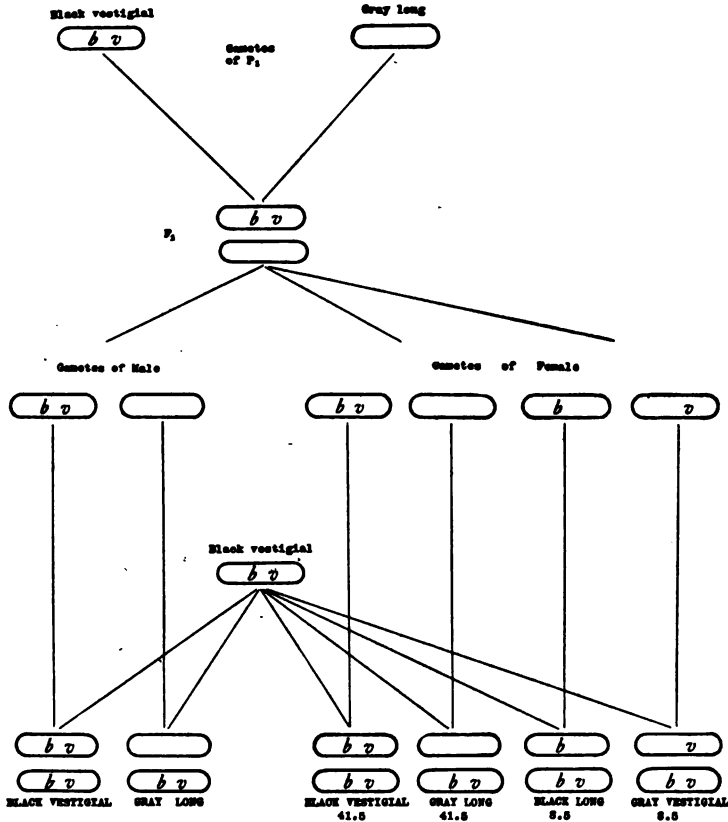 Black vestigial
Gray long
b v
Gametes
of P₁
b v
F₁
Gametes of Male
Gametes of Female
b v
b v
b
v
Black vestigial
b v
b v
b v
b
v
b v
b v
b v
b v
b v
b v
BLACK VESTIGIAL
GRAY LONG
BLACK VESTIGIAL
GRAY LONG
BLACK LONG
GRAY VESTIGIAL
41.5
41.5
8.5
8.5